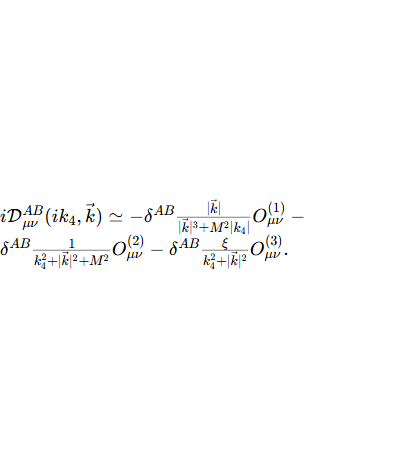 $i\mathcal{D}^{AB}_{\mu\nu}(ik_4, \vec{k}) \simeq -\delta^{AB} \frac{|\vec{k}|}{|\vec{k}|^3 + M^2|k_4|} O^{(1)}_{\mu\nu} -$
$\delta^{AB} \frac{1}{k_4^2 + |\vec{k}|^2 + M^2} O^{(2)}_{\mu\nu} - \delta^{AB} \frac{\xi}{k_4^2 + |\vec{k}|^2} O^{(3)}_{\mu\nu}.$